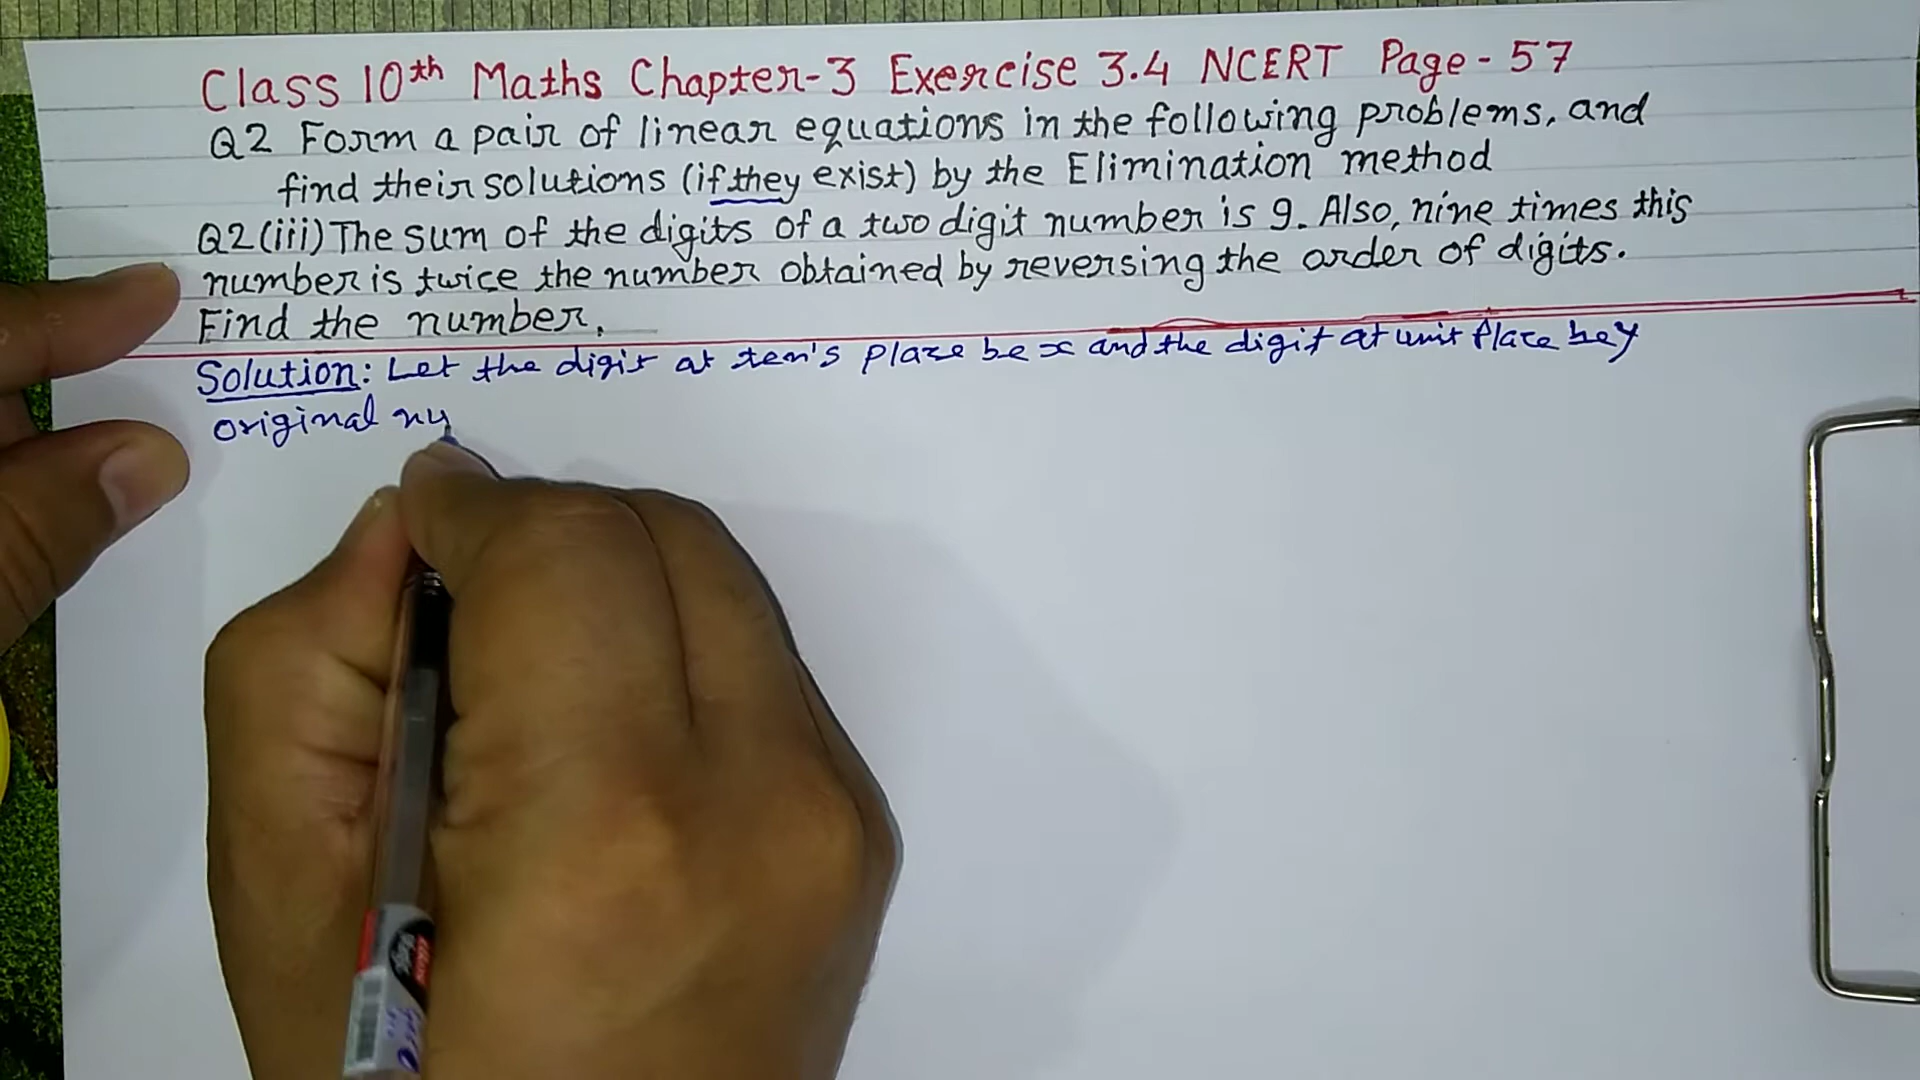 Class 10th Maths Chapter-3 Exercise 3.4 NCERT Page-57
Q2 Form a pair of linear equations in the following problems, and
find their solutions (if they exist) by the Elimination method
Q2(iii) The sum of the digits of a two digit number is 9. Also, nine times this
number is twice the number obtained by reversing the order of digits.
Find the number.
Solution: Let the digit at ten's place be x and the digit at unit place be y
original nu